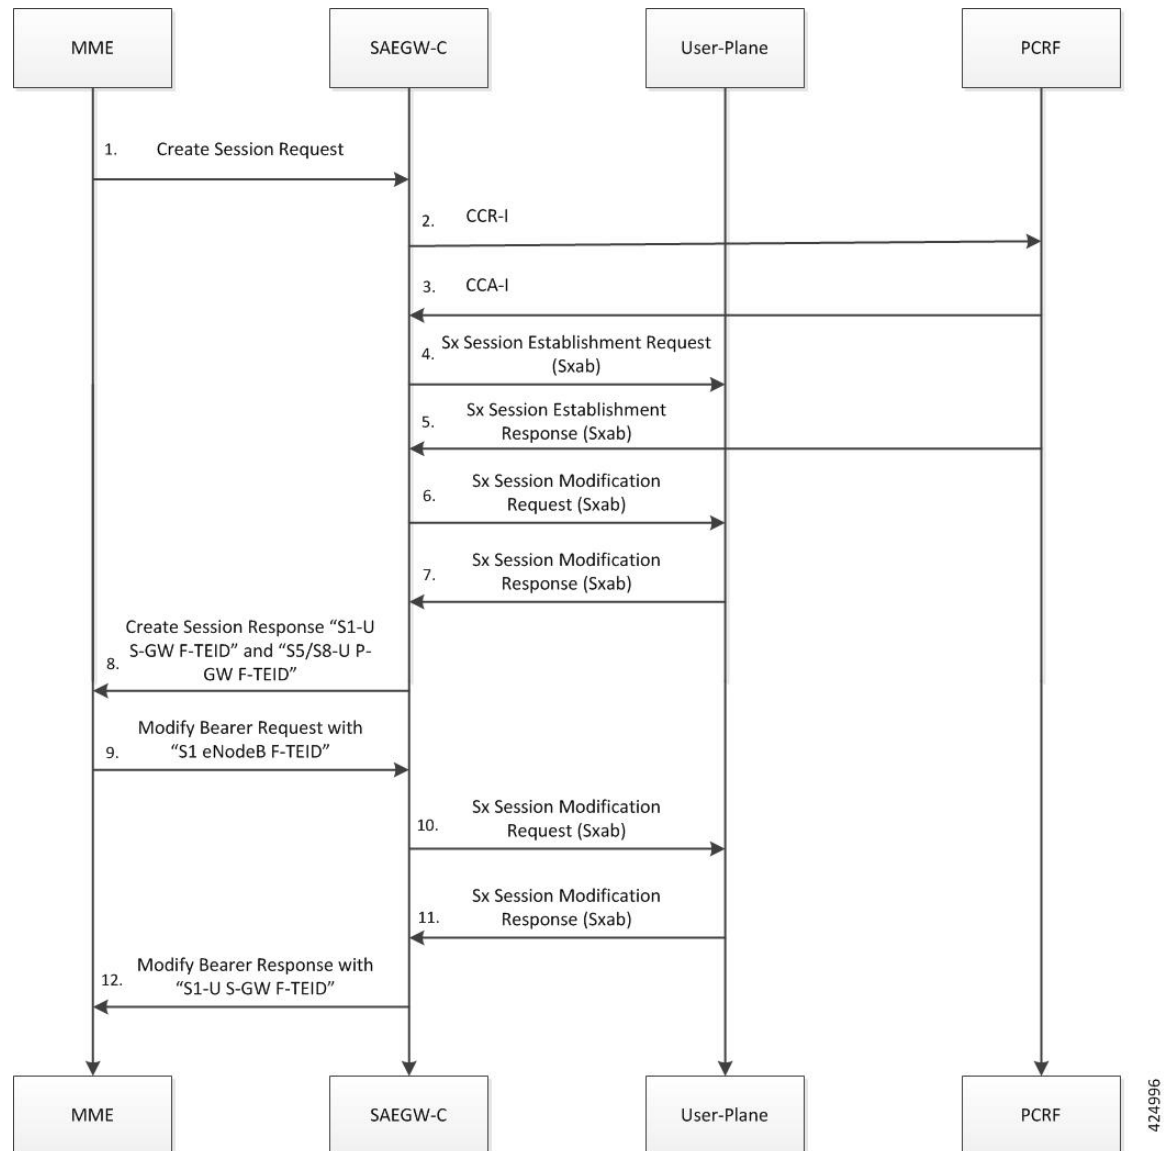 MME
SAEGW-C
User-Plane
PCRF
1.
Create Session Request
2.
CCR-I
3.
CCA-I
4.
Sx Session Establishment Request
(Sxab)
5.
Sx Session Establishment
Response (Sxab)
6.
Sx Session Modification
Request (Sxab)
7.
Sx Session Modification
Response (Sxab)
8.
Create Session Response “S1-U
S-GW F-TEID” and “S5/S8-U P-
GW F-TEID”
9.
Modify Bearer Request with
“S1 eNodeB F-TEID”
10.
Sx Session Modification
Request (Sxab)
11.
Sx Session Modification
Response (Sxab)
12.
Modify Bearer Response with
“S1-U S-GW F-TEID”
MME
SAEGW-C
User-Plane
PCRF
424996